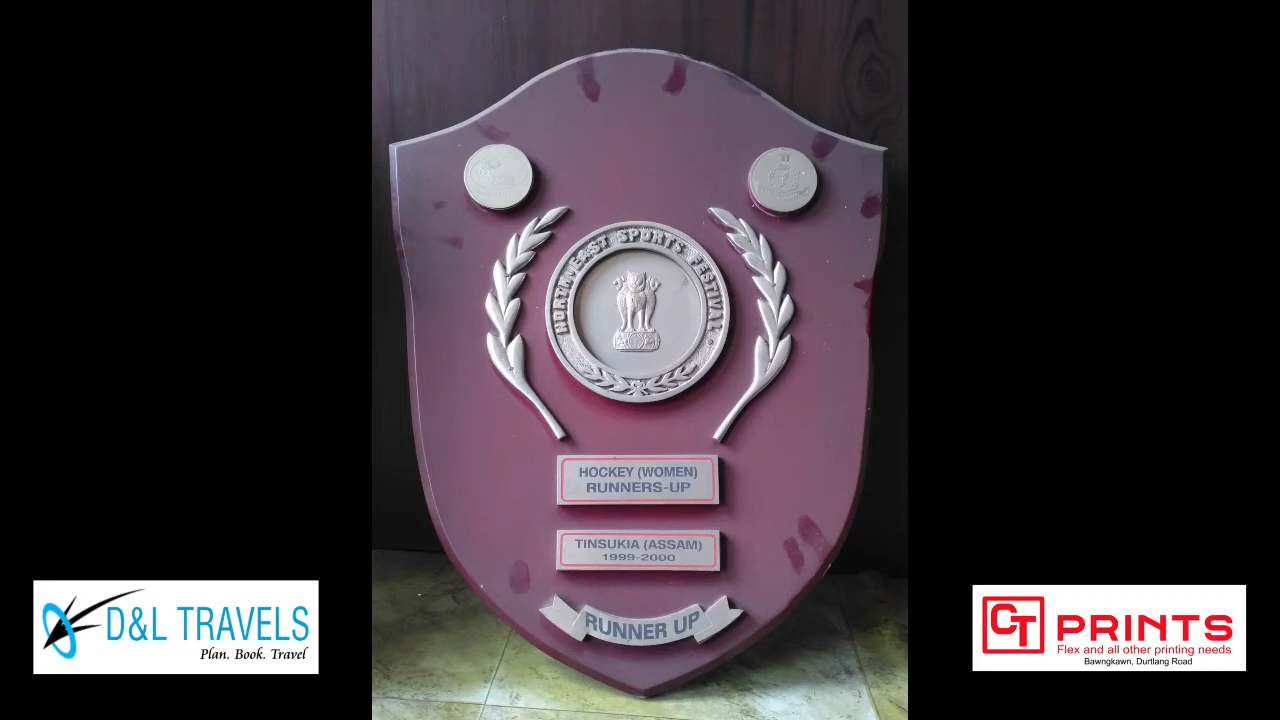 NORTH EAST SPORTS FESTIVAL
HOCKEY (WOMEN)
RUNNERS-UP
TINSUKIA (ASSAM)
1999-2000
RUNNER UP
D&L TRAVELS
Plan. Book. Travel
CT PRINTS
Flex and all other printing needs
Bawngkawn, Durtlang Road